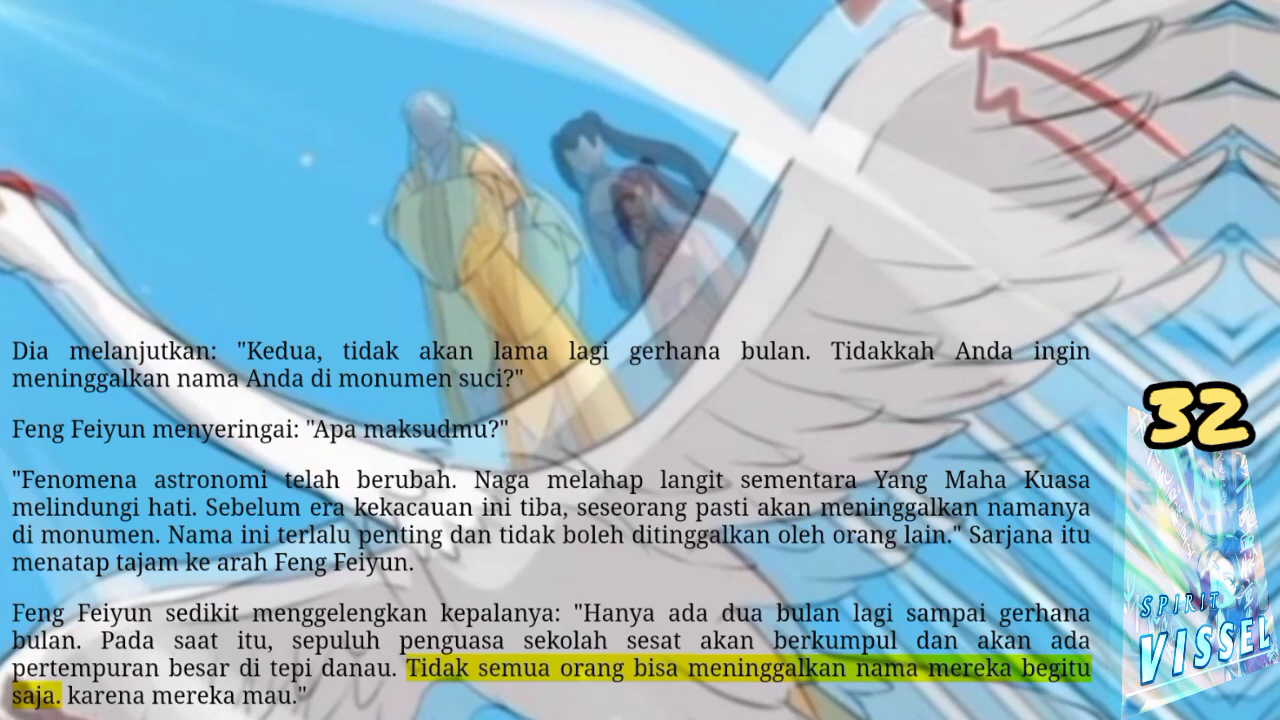 Dia melanjutkan: "Kedua, tidak akan lama lagi gerhana bulan. Tidakkah Anda ingin
meninggalkan nama Anda di monumen suci?"
Feng Feiyun menyeringai: "Apa maksudmu?"
"Fenomena astronomi telah berubah. Naga melahap langit sementara Yang Maha Kuasa
melindungi hati. Sebelum era kekacauan ini tiba, seseorang pasti akan meninggalkan namanya
di monumen. Nama ini terlalu penting dan tidak boleh ditinggalkan oleh orang lain." Sarjana itu
menatap tajam ke arah Feng Feiyun.
Feng Feiyun sedikit menggelengkan kepalanya: "Hanya ada dua bulan lagi sampai gerhana
bulan. Pada saat itu, sepuluh penguasa sekolah sesat akan berkumpul dan akan ada
pertempuran besar di tepi danau. Tidak semua orang bisa meninggalkan nama mereka begitu
saja. karena mereka mau."
32
SPIRIT
VISSEL